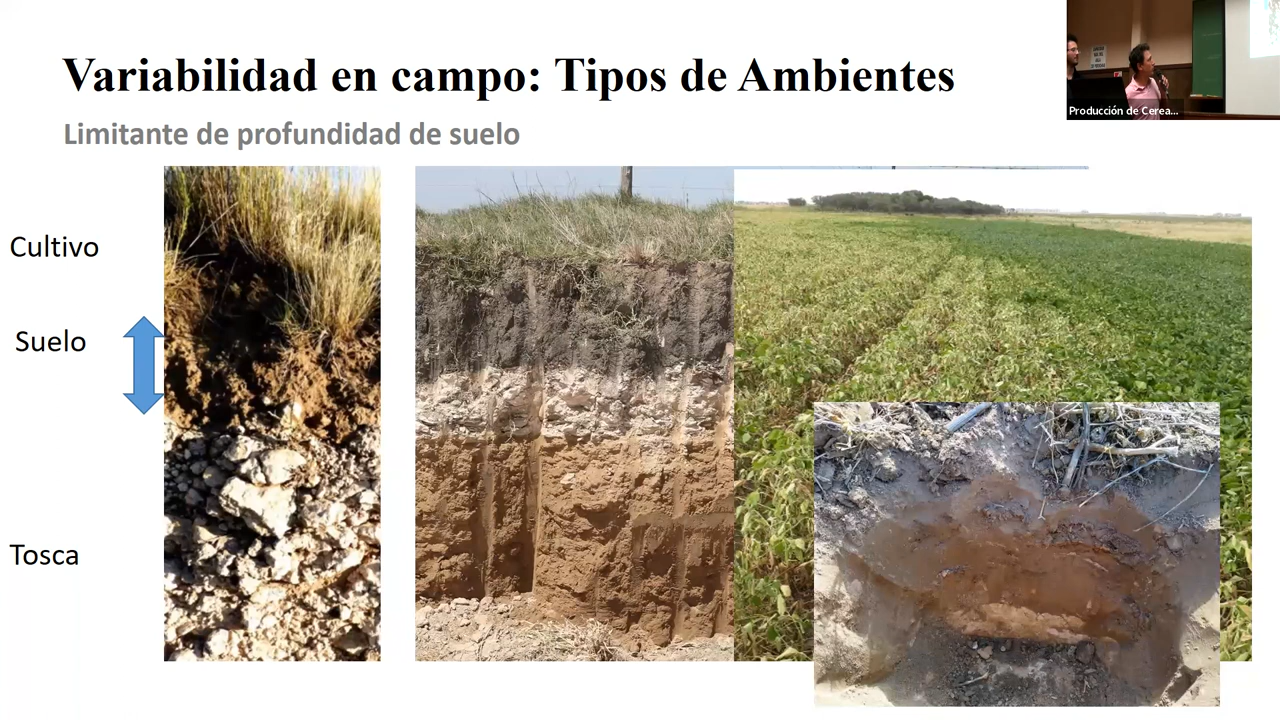 Variabilidad en campo: Tipos de Ambientes
Limitante de profundidad de suelo
Cultivo
Suelo
Tosca
Producción de Cerea...